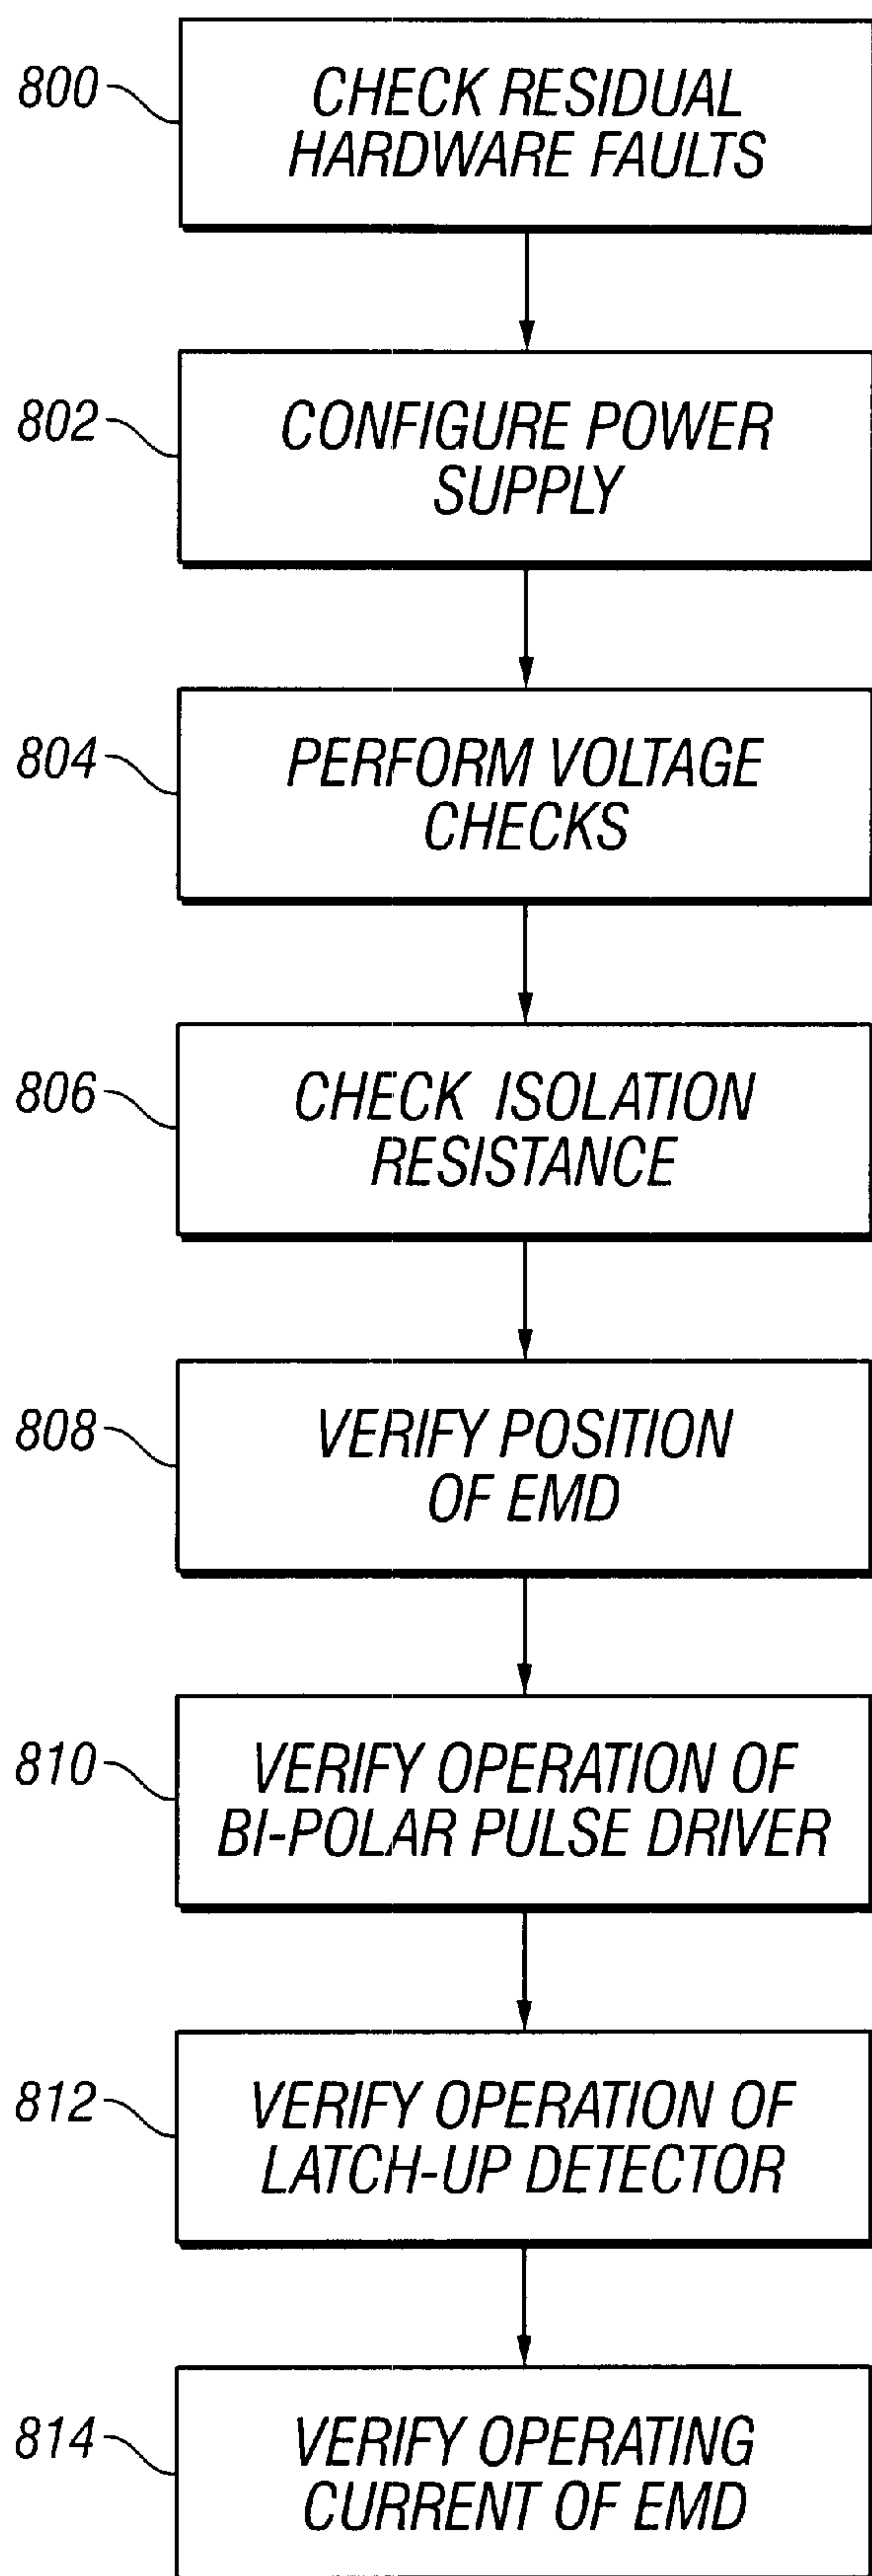 800
CHECK RESIDUAL
HARDWARE FAULTS
802
CONFIGURE POWER
SUPPLY
804
PERFORM VOLTAGE
CHECKS
806
CHECK ISOLATION
RESISTANCE
808
VERIFY POSITION
OF EMD
810
VERIFY OPERATION OF
BI-POLAR PULSE DRIVER
812
VERIFY OPERATION OF
LATCH-UP DETECTOR
814
VERIFY OPERATING
CURRENT OF EMD